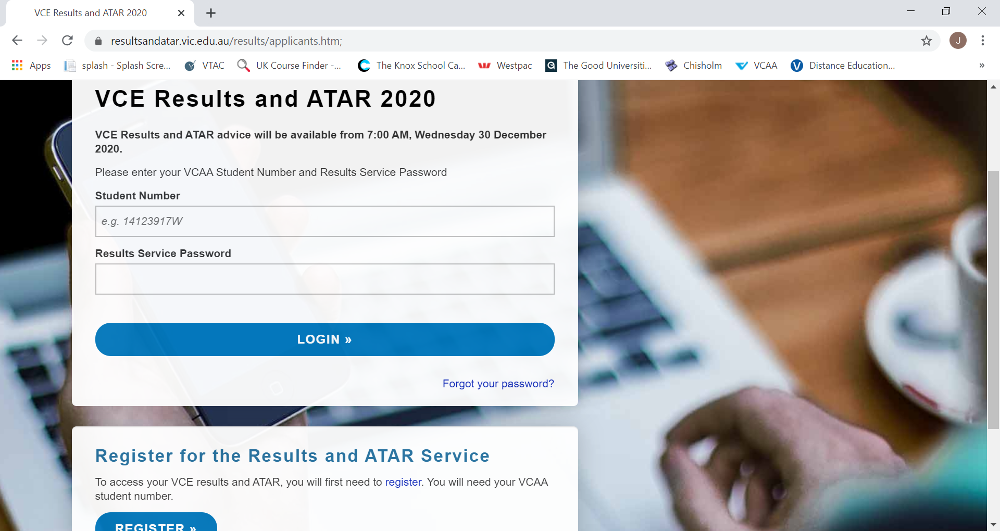 VCE Results and ATAR 2020
resultsandatar.vic.edu.au/results/applicants.htm;
J
Apps splash - Splash Scre... VTAC UK Course Finder -... The Knox School Ca... Westpac The Good Universiti... Chisholm VCAA Distance Education... »
VCE Results and ATAR 2020
VCE Results and ATAR advice will be available from 7:00 AM, Wednesday 30 December
2020.
Please enter your VCAA Student Number and Results Service Password
Student Number
e.g. 14123917W
Results Service Password
LOGIN »
Forgot your password?
Register for the Results and ATAR Service
To access your VCE results and ATAR, you will first need to register. You will need your VCAA
student number.
REGISTER »